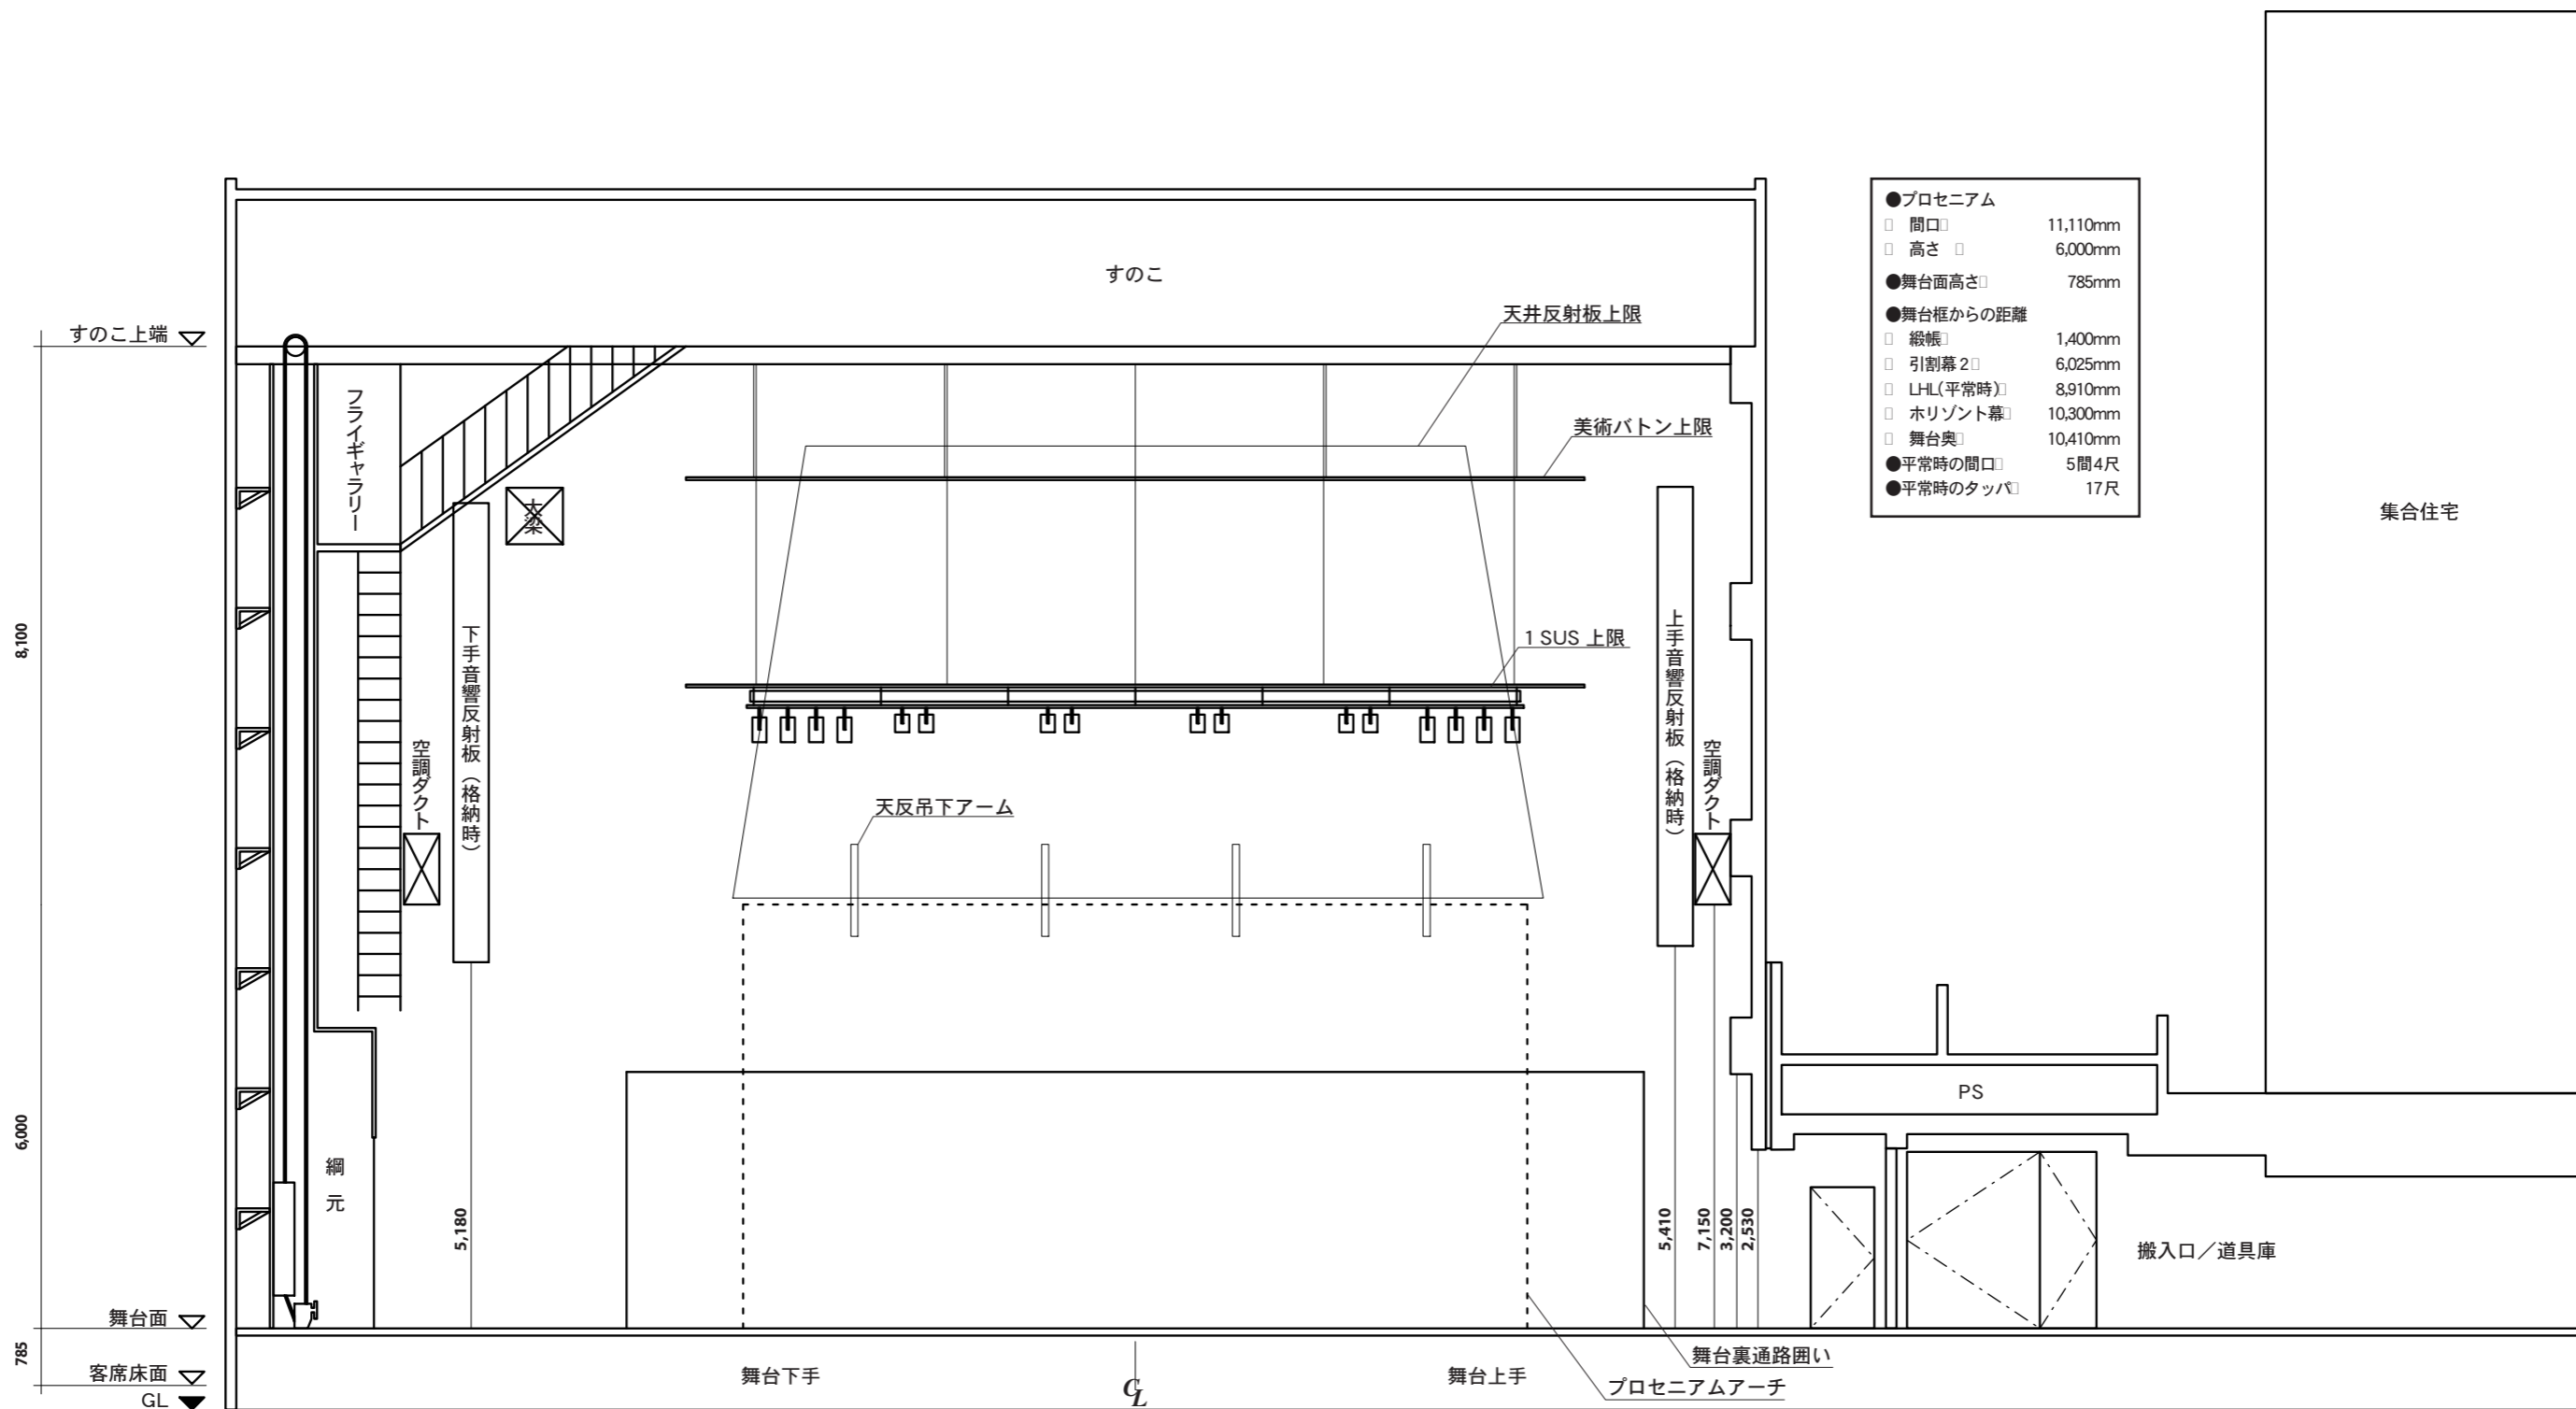 ●プロセニアム
間口 11,110mm
高さ 6,000mm
●舞台面高さ 785mm
●舞台框からの距離
緞帳 1,400mm
引割幕2 6,025mm
LHL(平常時) 8,910mm
ホリゾント幕 10,300mm
舞台奥 10,410mm
●平常時の間口 5間4尺
●平常時のタッパ 17尺
すのこ
天井反射板上限
すのこ上端
フライギャラリー
美術バトン上限
大梁
集合住宅
8,100
下手音響反射板（格納時）
1 SUS 上限
上手音響反射板（格納時）
空調ダクト
空調ダクト
天反吊下アーム
PS
6,000
綱元
5,180
5,410
7,150
3,200
2,530
搬入口／道具庫
舞台面
785
客席床面
GL
舞台下手
CL
舞台上手
舞台裏通路囲い
プロセニアムアーチ